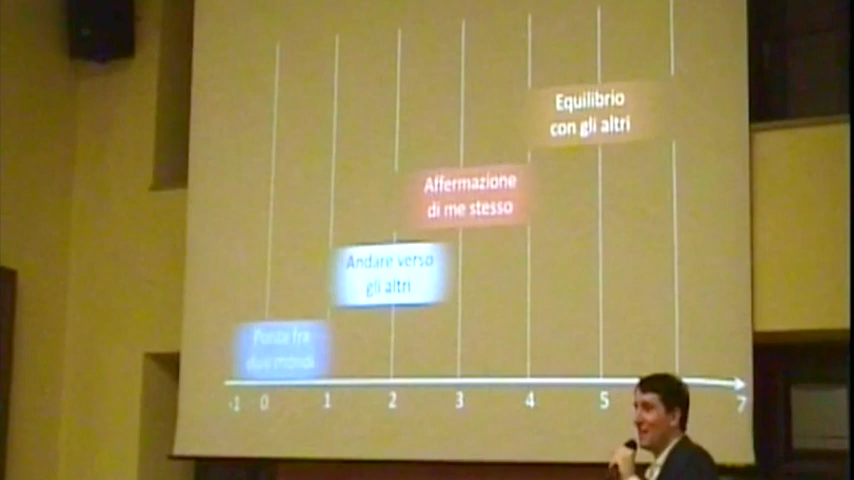 Equilibrio
con gli altri
Affermazione
di me stesso
Andare verso
gli altri
Ponte fra
due mondi
-1 0 1 2 3 4 5 7